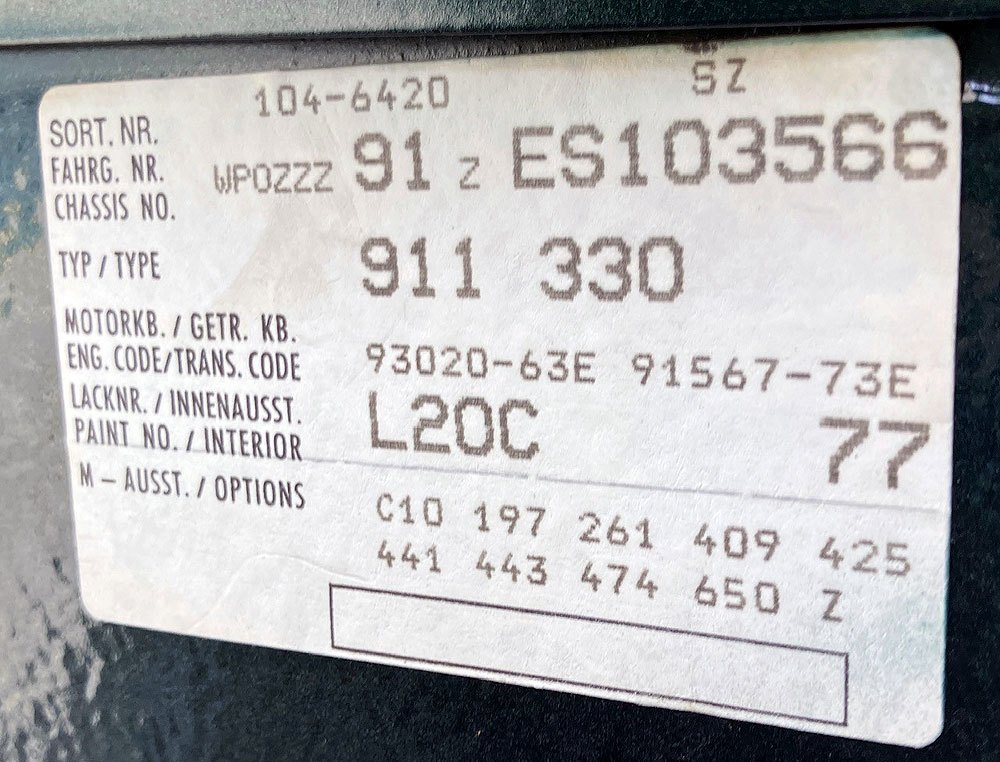 104-6420 SZ
SORT. NR.
FAHRG. NR.
CHASSIS NO. WP0ZZZ 91 Z ES103566
TYP / TYPE 911 330
MOTORKB. / GETR. KB.
ENG. CODE/TRANS. CODE 93020-63E 91567-73E
LACKNR. / INNENAUSST.
PAINT NO. / INTERIOR L20C 77
M – AUSST. / OPTIONS
C10 197 261 409 425
441 443 474 650 Z